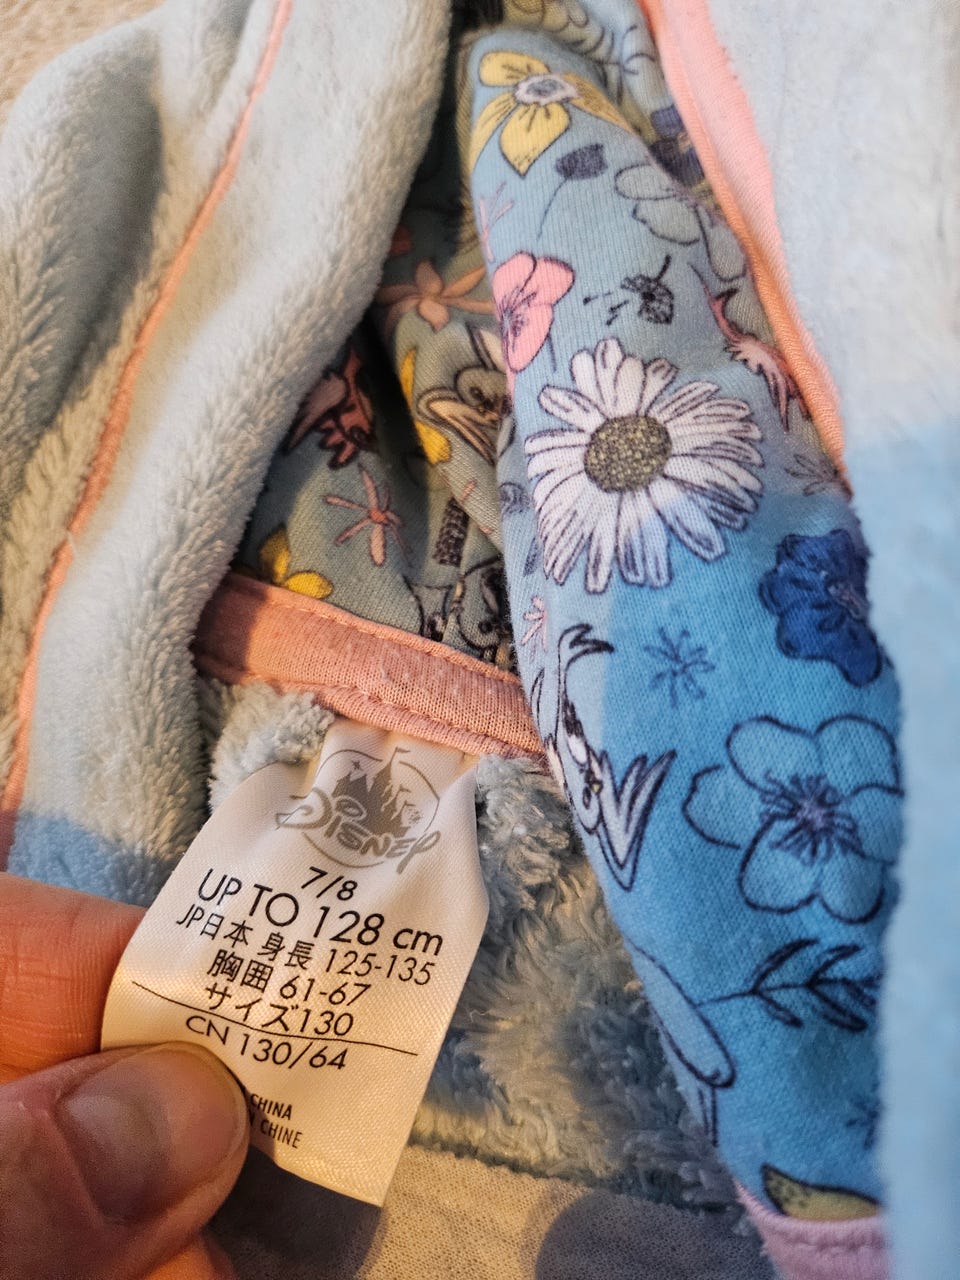 Disney
7/8
UP TO 128 cm
JP日本 身長 125-135
胸囲 61-67
サイズ130
CN 130/64
CHINA
CHINE